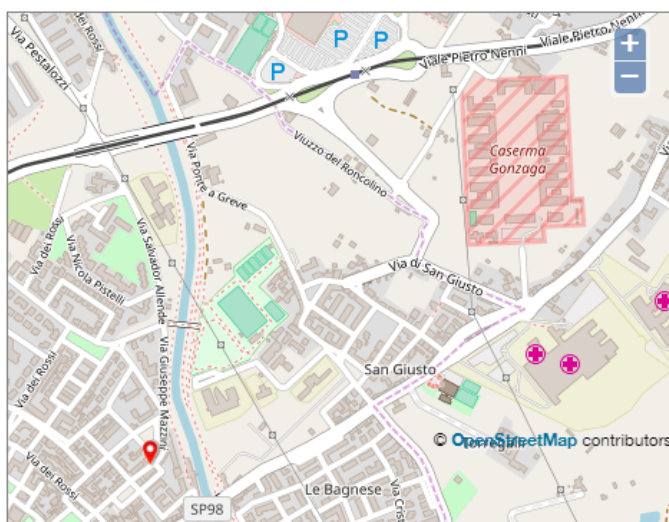 Via Pestalozzi
dei Rossi
P
P
P
Viale Pietro Nenni
Viale Pietro Nenni
+
−
Caserma
Gonzaga
Viuzzo del Roncolino
Via Ponte a Greve
Via dei Rossi
Via Nicola Pistelli
Via Salvador Allende
Via di San Giusto
Via Giuseppe Mazzini
Via dei Rossi
San Giusto
© OpenStreetMap contributors
Via dei Rossi
Le Bagnese
Via Crist
SP98